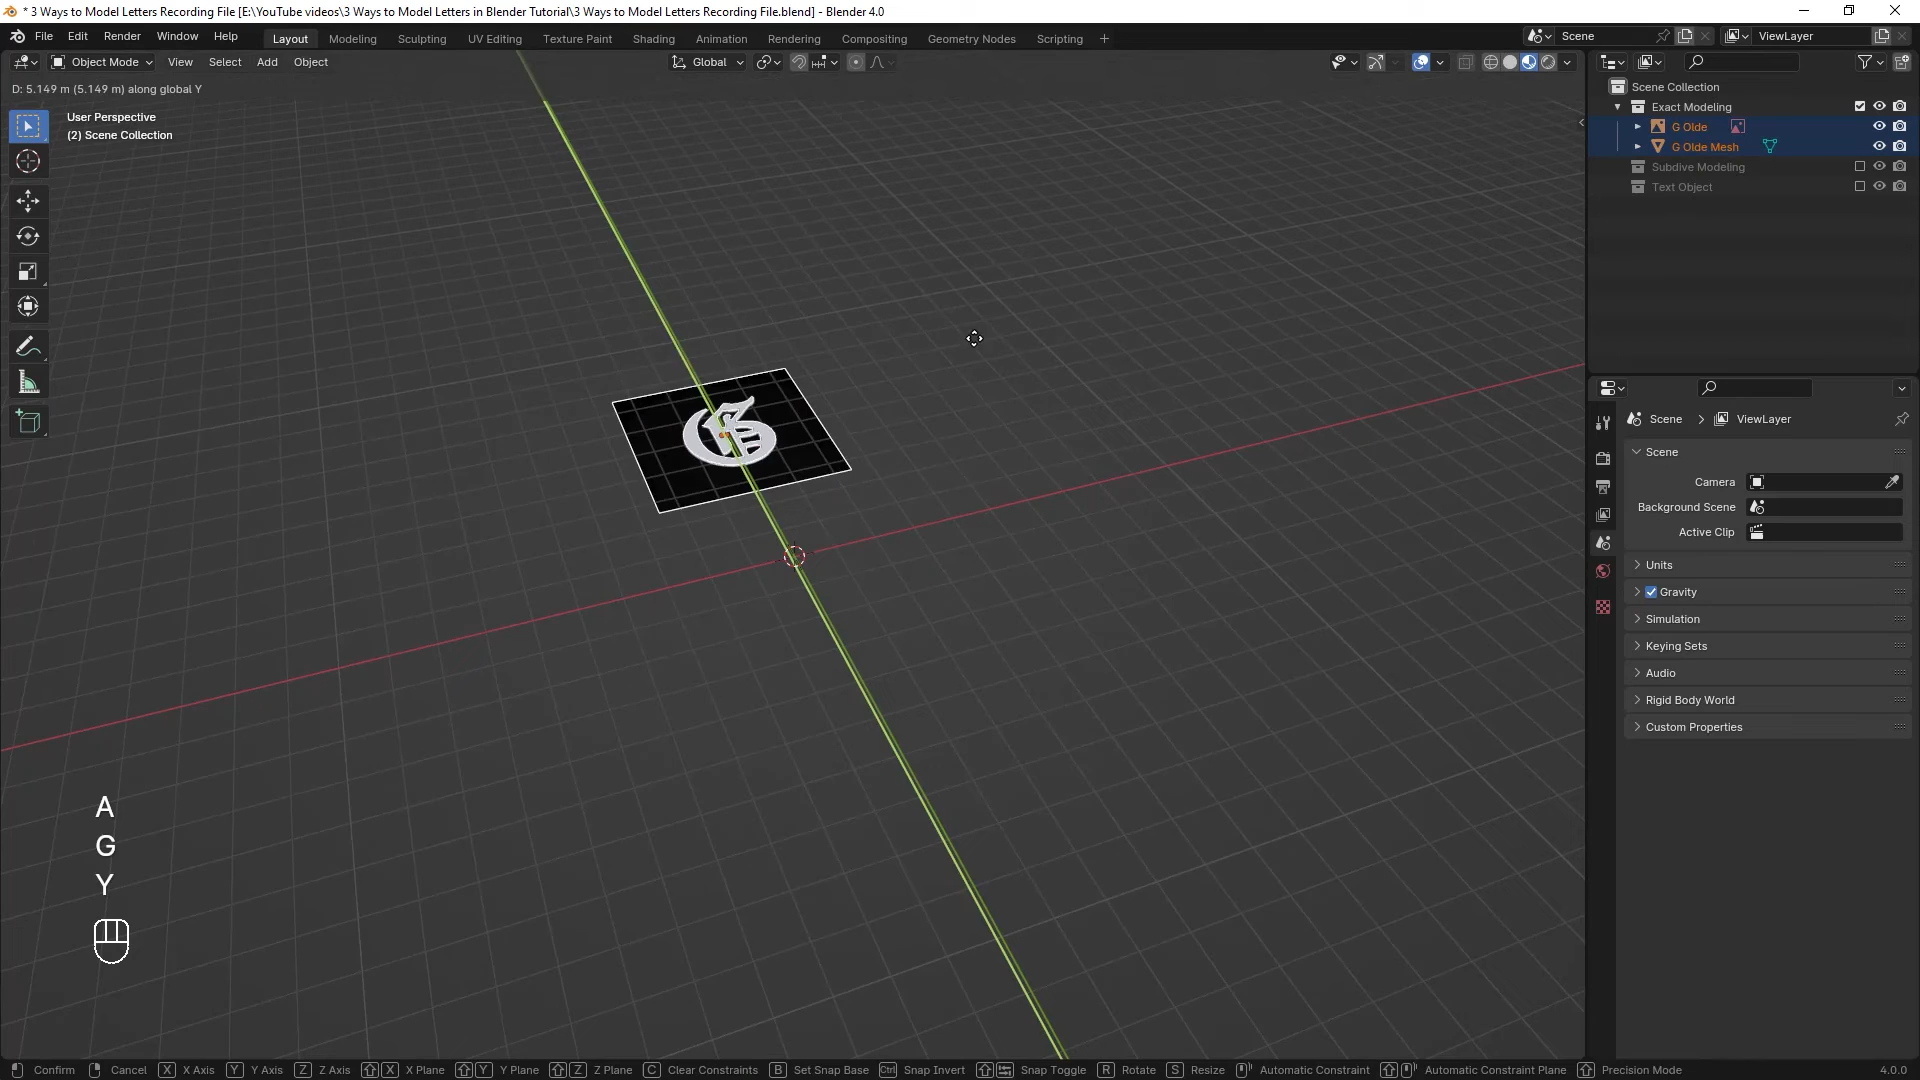 * 3 Ways to Model Letters Recording File [E:\YouTube videos\3 Ways to Model Letters in Blender Tutorial\3 Ways to Model Letters Recording File.blend] - Blender 4.0
File Edit Render Window Help Layout Modeling Sculpting UV Editing Texture Paint Shading Animation Rendering Compositing Geometry Nodes Scripting + Scene ViewLayer
Object Mode View Select Add Object Global
D: 5.149 m (5.149 m) along global Y
User Perspective
(2) Scene Collection
Scene Collection
Exact Modeling
G Olde
G Olde Mesh
Subdive Modeling
Text Object
G
Scene > ViewLayer
Scene
Camera
Background Scene
Active Clip
Units
Gravity
Simulation
Keying Sets
Audio
Rigid Body World
Custom Properties
A
G
Y
Confirm Cancel X X Axis Y Y Axis Z Z Axis X X Plane Y Y Plane Z Z Plane C Clear Constraints B Set Snap Base Ctrl Snap Invert Snap Toggle R Rotate S Resize Automatic Constraint Automatic Constraint Plane Precision Mode 4.0.0